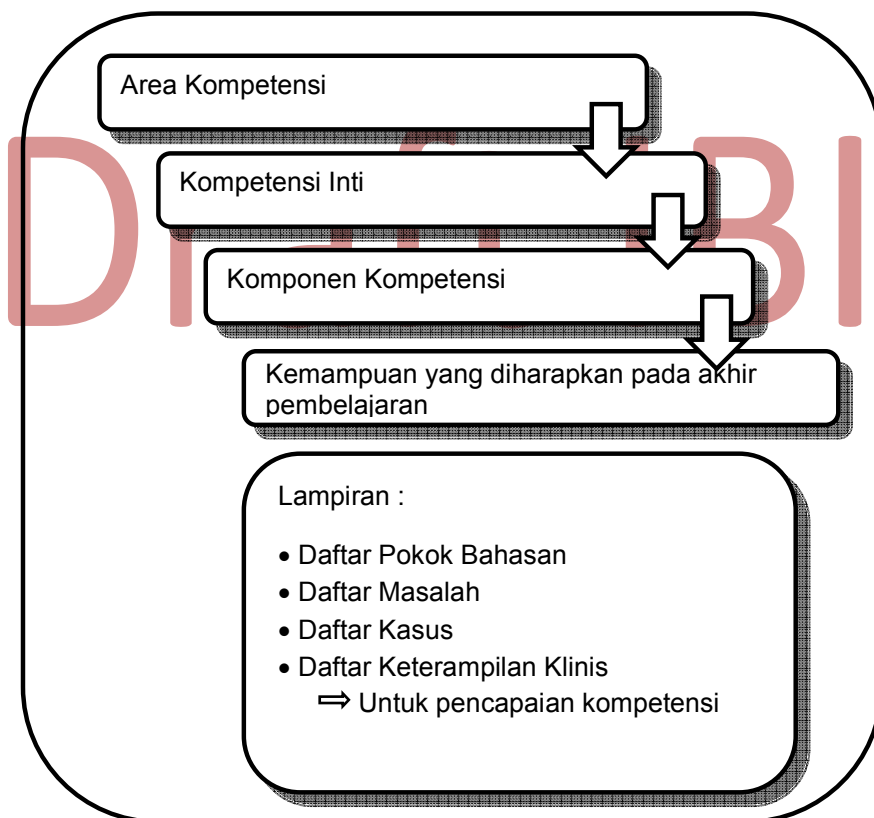 Area Kompetensi
Kompetensi Inti
Komponen Kompetensi
Kemampuan yang diharapkan pada akhir
pembelajaran
Lampiran :
• Daftar Pokok Bahasan
• Daftar Masalah
• Daftar Kasus
• Daftar Keterampilan Klinis
⇨ Untuk pencapaian kompetensi